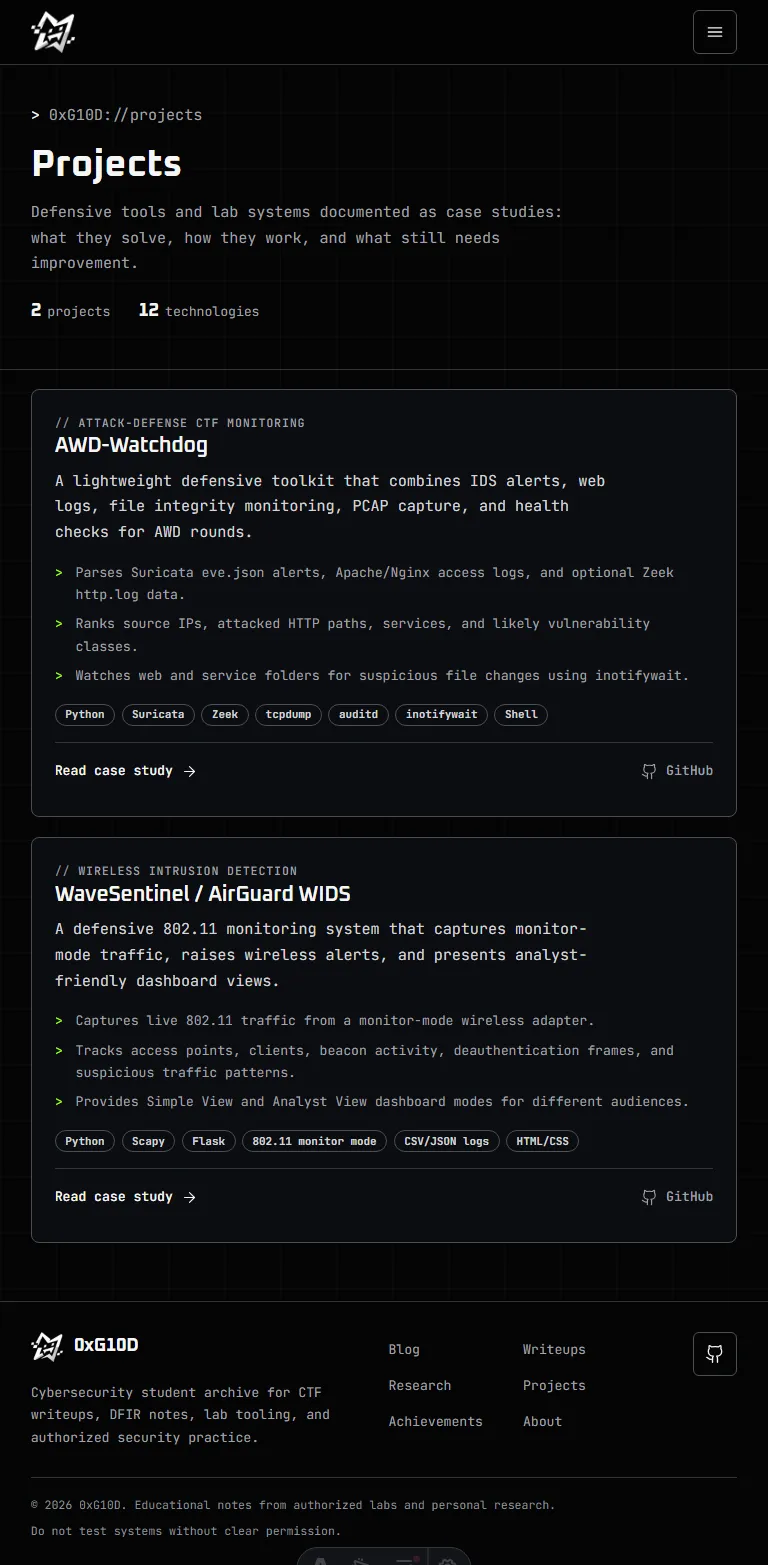 > 0xG10D://projects
Projects
Defensive tools and lab systems documented as case studies:
what they solve, how they work, and what still needs
improvement.
2 projects 12 technologies
// ATTACK-DEFENSE CTF MONITORING
AWD-Watchdog
A lightweight defensive toolkit that combines IDS alerts, web
logs, file integrity monitoring, PCAP capture, and health
checks for AWD rounds.
> Parses Suricata eve.json alerts, Apache/Nginx access logs, and optional Zeek
http.log data.
> Ranks source IPs, attacked HTTP paths, services, and likely vulnerability
classes.
> Watches web and service folders for suspicious file changes using inotifywait.
Python Suricata Zeek tcpdump auditd inotifywait Shell
Read case study → GitHub
// WIRELESS INTRUSION DETECTION
WaveSentinel / AirGuard WIDS
A defensive 802.11 monitoring system that captures monitor-
mode traffic, raises wireless alerts, and presents analyst-
friendly dashboard views.
> Captures live 802.11 traffic from a monitor-mode wireless adapter.
> Tracks access points, clients, beacon activity, deauthentication frames, and
suspicious traffic patterns.
> Provides Simple View and Analyst View dashboard modes for different audiences.
Python Scapy Flask 802.11 monitor mode CSV/JSON logs HTML/CSS
Read case study → GitHub
0xG10D
Cybersecurity student archive for CTF
writeups, DFIR notes, lab tooling, and
authorized security practice.
Blog Writeups
Research Projects
Achievements About
© 2026 0xG10D. Educational notes from authorized labs and personal research.
Do not test systems without clear permission.